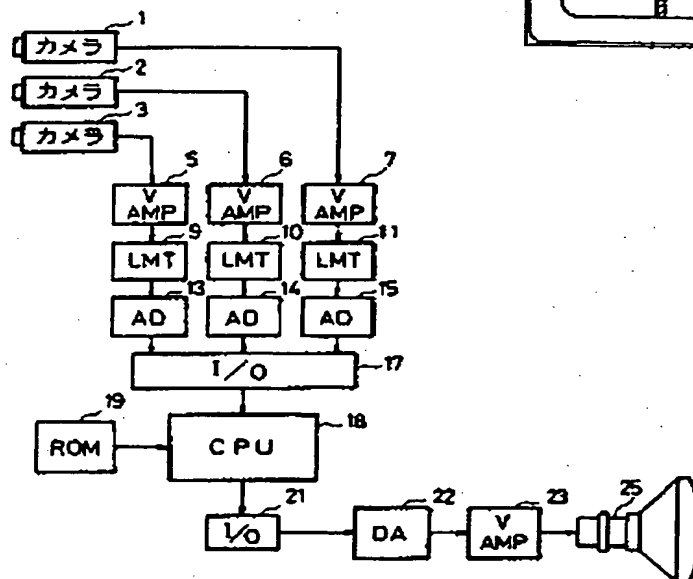 1
カメラ
2
カメラ
3
カメラ
5
6
7
V
AMP
V
AMP
V
AMP
9
10
11
LMT
LMT
LMT
13
14
15
AD
AD
AD
I/O
17
19
18
ROM
CPU
21
22
23
25
I/O
DA
V
AMP